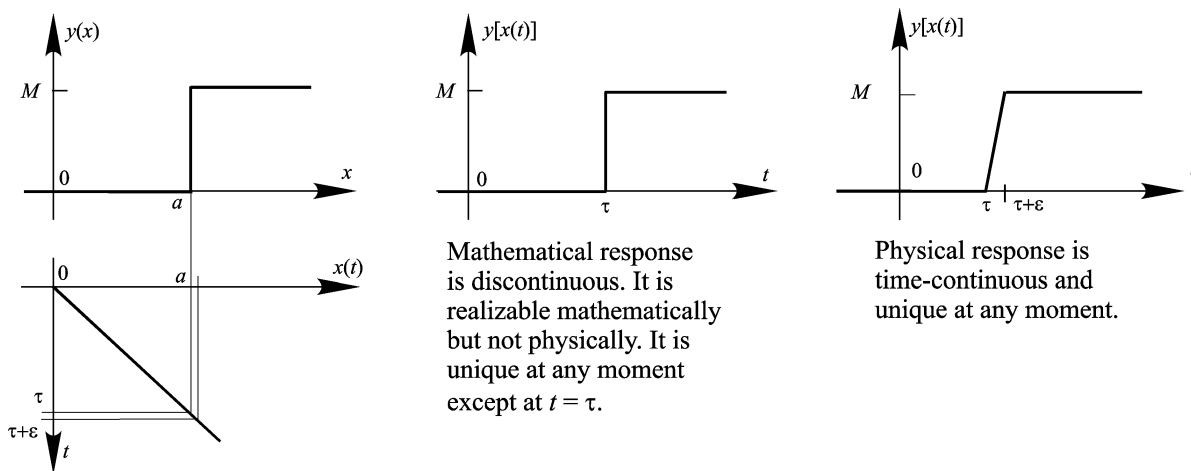 y(x)
M
0
x
a
0
a
x(t)
τ
τ+ε
t
y[x(t)]
M
0
t
τ
Mathematical response
is discontinuous. It is
realizable mathematically
but not physically. It is
unique at any moment
except at t = τ.
y[x(t)]
M
0
τ
τ+ε
Physical response is
time-continuous and
unique at any moment.